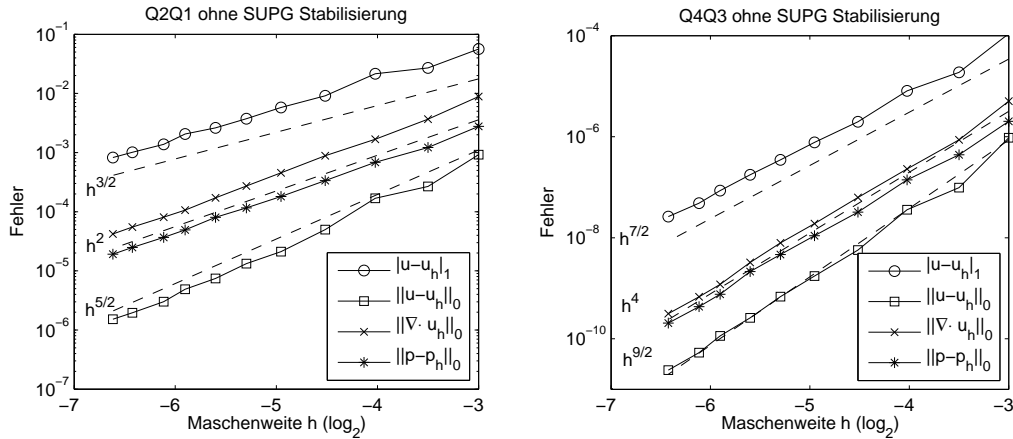 Q2Q1 ohne SUPG Stabilisierung
10^-1
10^-2
10^-3
10^-4
10^-5
10^-6
10^-7
Fehler
h^3/2
h^2
h^5/2
|u−u_h|_1
||u−u_h||_0
||∇· u_h||_0
||p−p_h||_0
−7 −6 −5 −4 −3
Maschenweite h (log_2)
Q4Q3 ohne SUPG Stabilisierung
10^-4
10^-6
10^-8
10^-10
Fehler
h^7/2
h^4
h^9/2
|u−u_h|_1
||u−u_h||_0
||∇· u_h||_0
||p−p_h||_0
−7 −6 −5 −4 −3
Maschenweite h (log_2)